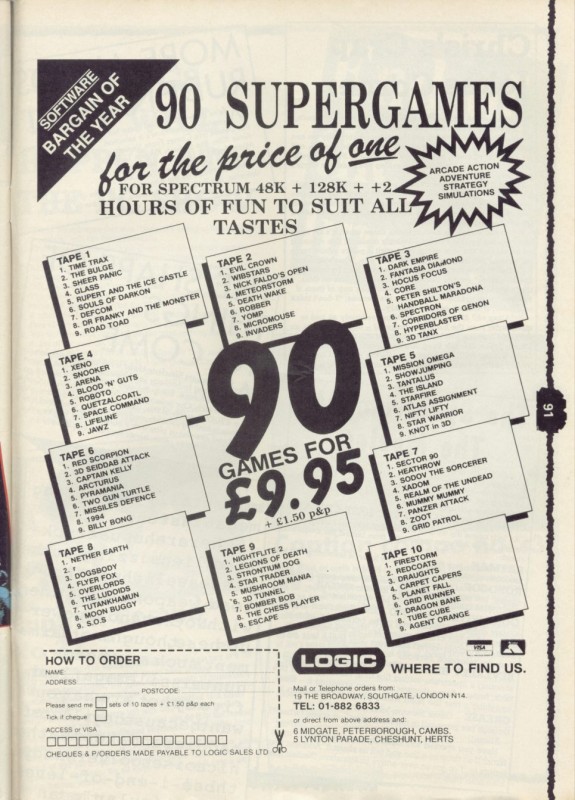 SOFTWARE
BARGAIN OF
THE YEAR
90 SUPERGAMES
for the price of one
FOR SPECTRUM 48K + 128K + +2
HOURS OF FUN TO SUIT ALL
TASTES
ARCADE ACTION
ADVENTURE
STRATEGY
SIMULATIONS
TAPE 1
1. TIME TRAX
2. THE BULGE
3. SHEER PANIC
4. GLASS
5. RUPERT AND THE ICE CASTLE
6. SOULS OF DARKON
7. DEFCOM
8. DR FRANKY AND THE MONSTER
9. ROAD TOAD
TAPE 2
1. EVIL CROWN
2. WIBSTARS
3. NICK FALDO'S OPEN
4. METEORSTORM
5. DEATH WAKE
6. ROBBER
7. YOMP
8. MICROMOUSE
9. INVADERS
TAPE 3
1. DARK EMPIRE
2. FANTASIA DIAMOND
3. HOCUS FOCUS
4. CORE
5. PETER SHILTON'S
HANDBALL MARADONA
6. SPECTRON
7. CORRIDORS OF GENON
8. HYPERBLASTER
9. 3D TANX
TAPE 4
1. XENO
2. SNOOKER
3. ARENA
4. BLOOD 'N' GUTS
5. ROBOTO
6. QUETZALCOATL
7. SPACE COMMAND
8. LIFELINE
9. JAWZ
90
GAMES FOR
£9.95
+ £1.50 p&p
TAPE 5
1. MISSION OMEGA
2. SHOWJUMPING
3. TANTALUS
4. THE ISLAND
5. STARFIRE
6. ATLAS ASSIGNMENT
7. NIFTY LIFTY
8. STAR WARRIOR
9. KNOT in 3D
TAPE 6
1. RED SCORPION
2. 3D SEIDDAB ATTACK
3. CAPTAIN KELLY
4. ARCTURUS
5. PYRAMANIA
6. TWO GUN TURTLE
7. MISSILES DEFENCE
8. 1994
9. BILLY BONG
TAPE 7
1. SECTOR 90
2. HEATHROW
3. SODOY THE SORCERER
4. XADOM
5. REALM OF THE UNDEAD
6. MUMMY MUMMY
7. PANZER ATTACK
8. ZOOT
9. GRID PATROL
TAPE 8
1. NETHER EARTH
2. r
3. DOGSBODY
4. FLYER FOX
5. OVERLORDS
6. THE LUDOIDS
7. TUTANKHAMUN
8. MOON BUGGY
9. S.O.S
TAPE 9
1. NIGHTFLITE 2
2. LEGIONS OF DEATH
3. STRONTIUM DOG
4. STAR TRADER
5. MUSHROOM MANIA
6. 3D TUNNEL
7. BOMBER BOB
8. THE CHESS PLAYER
9. ESCAPE
TAPE 10
1. FIRESTORM
2. REDCOATS
3. DRAUGHTS
4. CARPET CAPERS
5. PLANET FALL
6. GRID RUNNER
7. DRAGON BANE
8. TUBE CUBE
9. AGENT ORANGE
91
HOW TO ORDER
NAME:
ADDRESS:
POSTCODE
Please send me sets of 10 tapes + £1.50 p&p each
Tick if cheque
ACCESS or VISA
CHEQUES & P/ORDERS MADE PAYABLE TO LOGIC SALES LTD
VISA
LOGIC WHERE TO FIND US.
Mail or Telephone orders from:
19 THE BROADWAY, SOUTHGATE, LONDON N14
TEL: 01-882 6833
or direct from above address and:
6 MIDGATE, PETERBOROUGH, CAMBS.
5 LYNTON PARADE, CHESHUNT, HERTS